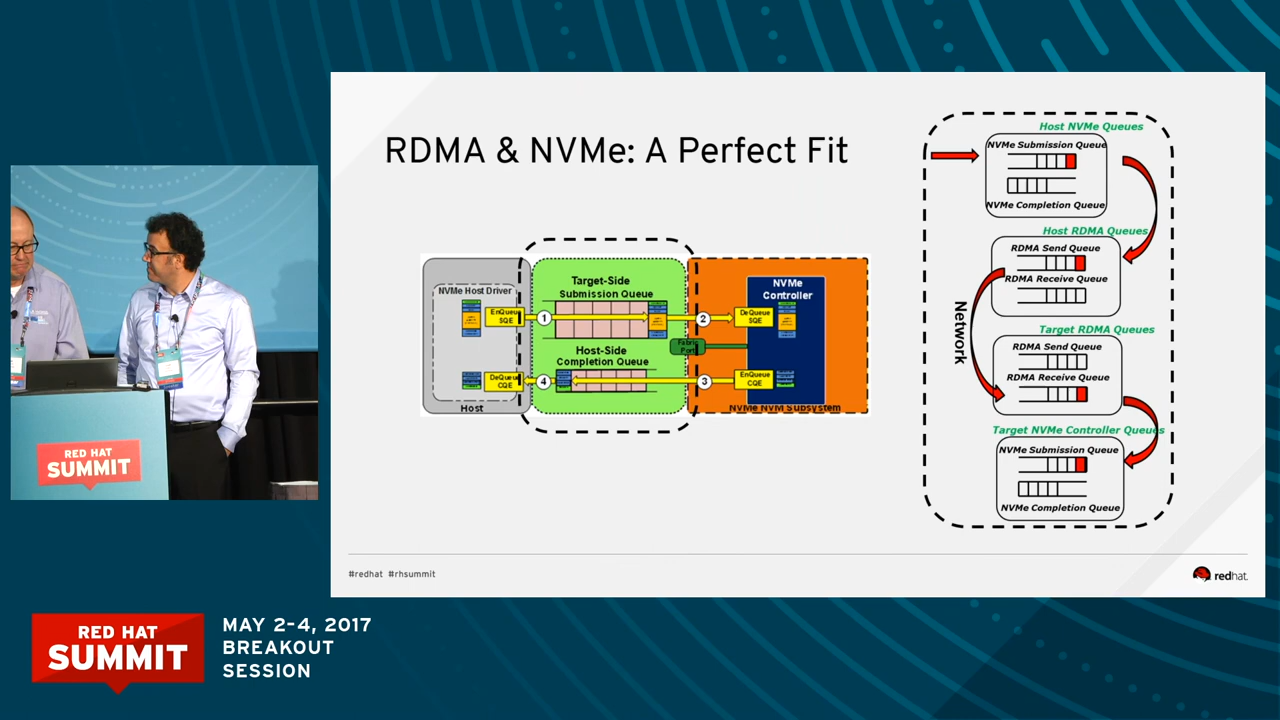 RDMA & NVMe: A Perfect Fit
NVMe Host Driver
EnQueue
SQE
DeQueue
CQE
Host
Target-Side
Submission Queue
Host-Side
Completion Queue
1
2
3
4
Fabric
Port
NVMe
Controller
DeQueue
SQE
EnQueue
CQE
NVMe NVM Subsystem
Host NVMe Queues
NVMe Submission Queue
NVMe Completion Queue
Host RDMA Queues
RDMA Send Queue
RDMA Receive Queue
Network
Target RDMA Queues
RDMA Send Queue
RDMA Receive Queue
Target NVMe Controller Queues
NVMe Submission Queue
NVMe Completion Queue
#redhat #rhsummit
redhat.
RED HAT
SUMMIT
RED HAT
SUMMIT
MAY 2-4, 2017
BREAKOUT
SESSION